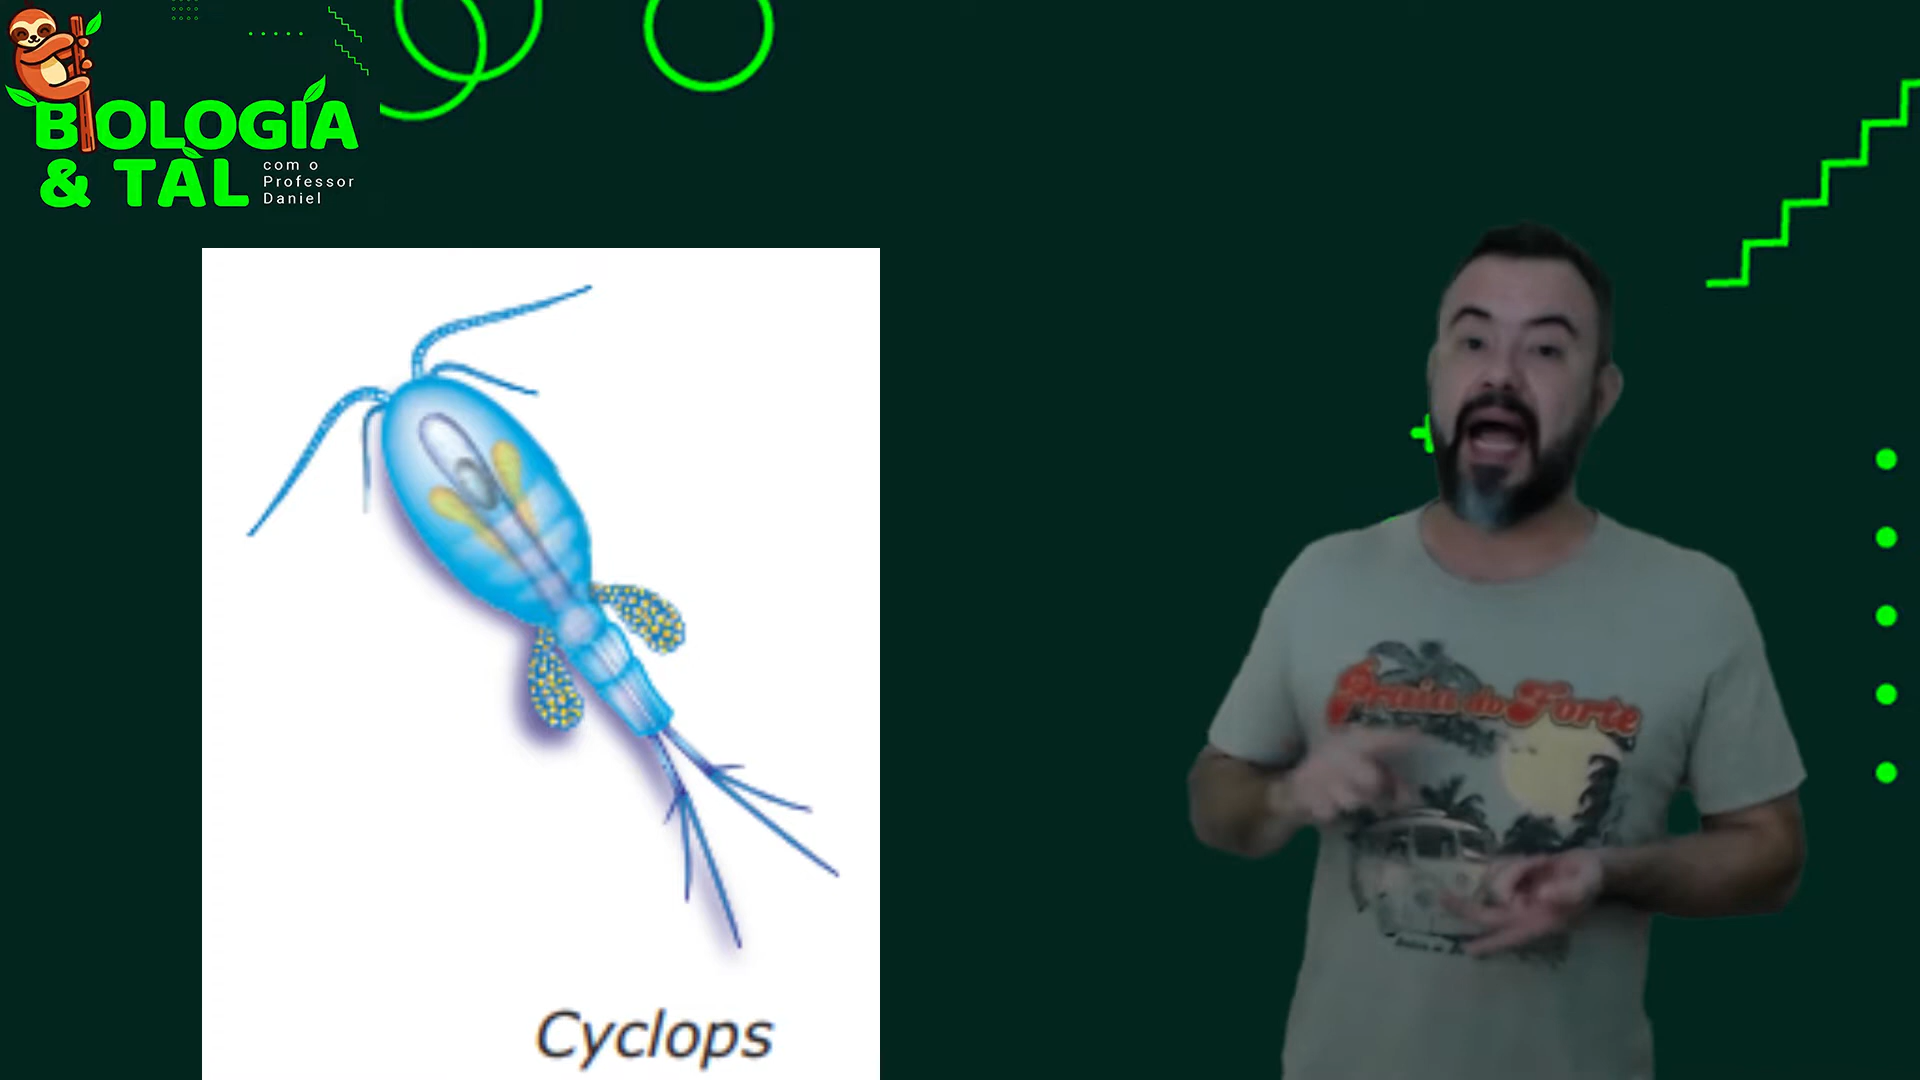 BIOLOGIA
& TAL
com o
Professor
Daniel
Praia do Forte
Cyclops